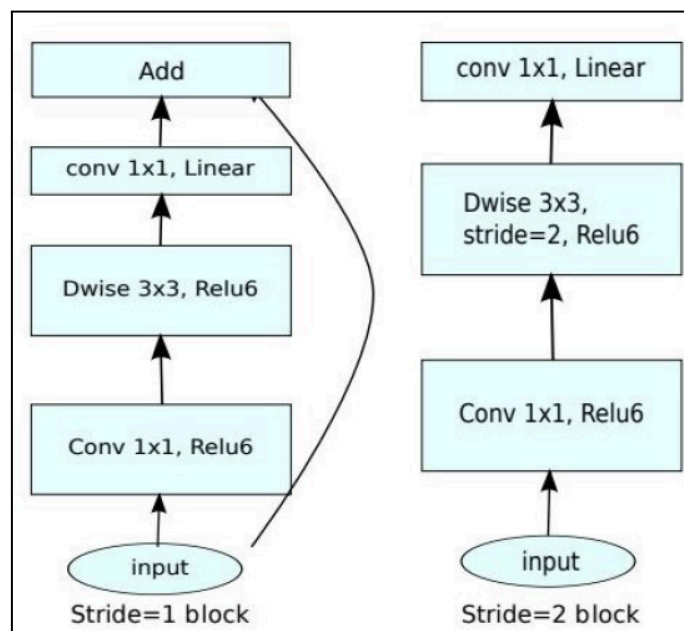 Add
conv 1x1, Linear
Dwise 3x3, Relu6
Conv 1x1, Relu6
input
Stride=1 block
conv 1x1, Linear
Dwise 3x3,
stride=2, Relu6
Conv 1x1, Relu6
input
Stride=2 block